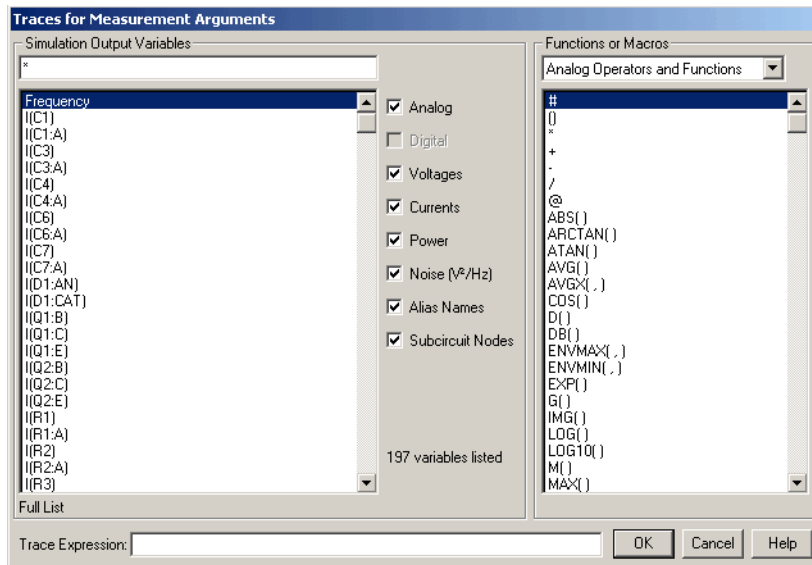 Traces for Measurement Arguments
Simulation Output Variables
*
Frequency
I(C1)
I(C1:A)
I(C3)
I(C3:A)
I(C4)
I(C4:A)
I(C6)
I(C6:A)
I(C7)
I(C7:A)
I(D1:AN)
I(D1:CAT)
I(Q1:B)
I(Q1:C)
I(Q1:E)
I(Q2:B)
I(Q2:C)
I(Q2:E)
I(R1)
I(R1:A)
I(R2)
I(R2:A)
I(R3)
Full List
Analog
Digital
Voltages
Currents
Power
Noise (V²/Hz)
Alias Names
Subcircuit Nodes
197 variables listed
Functions or Macros
Analog Operators and Functions
#
()
*
+
-
/
@
ABS( )
ARCTAN( )
ATAN( )
AVG( )
AVGX( , )
COS( )
D( )
DB( )
ENVMAX( , )
ENVMIN( , )
EXP( )
G( )
IMG( )
LOG( )
LOG10( )
M( )
MAX( )
Trace Expression:
OK
Cancel
Help